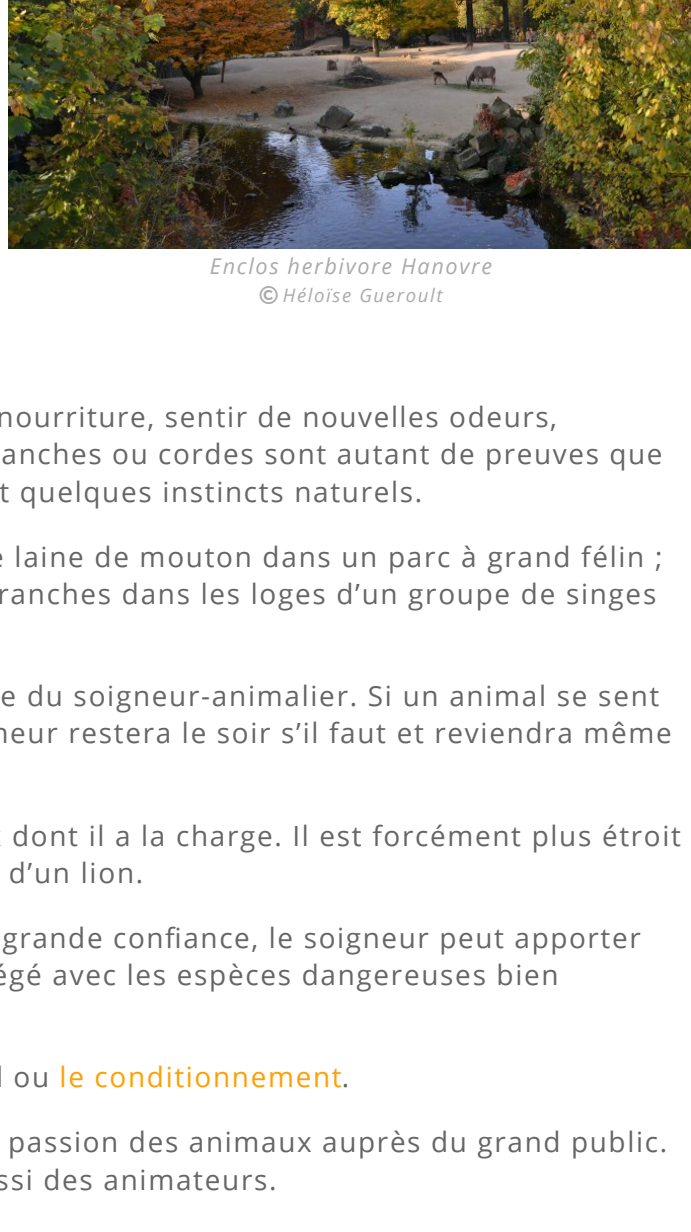 Enclos herbivore Hanovre
© Héloïse Gueroult
nourriture, sentir de nouvelles odeurs,
anches ou cordes sont autant de preuves que
t quelques instincts naturels.
e laine de mouton dans un parc à grand félin ;
ranches dans les loges d’un groupe de singes
e du soigneur-animalier. Si un animal se sent
neur restera le soir s’il faut et reviendra même
dont il a la charge. Il est forcément plus étroit
d’un lion.
grande confiance, le soigneur peut apporter
égé avec les espèces dangereuses bien
l ou le conditionnement.
passion des animaux auprès du grand public.
ssi des animateurs.